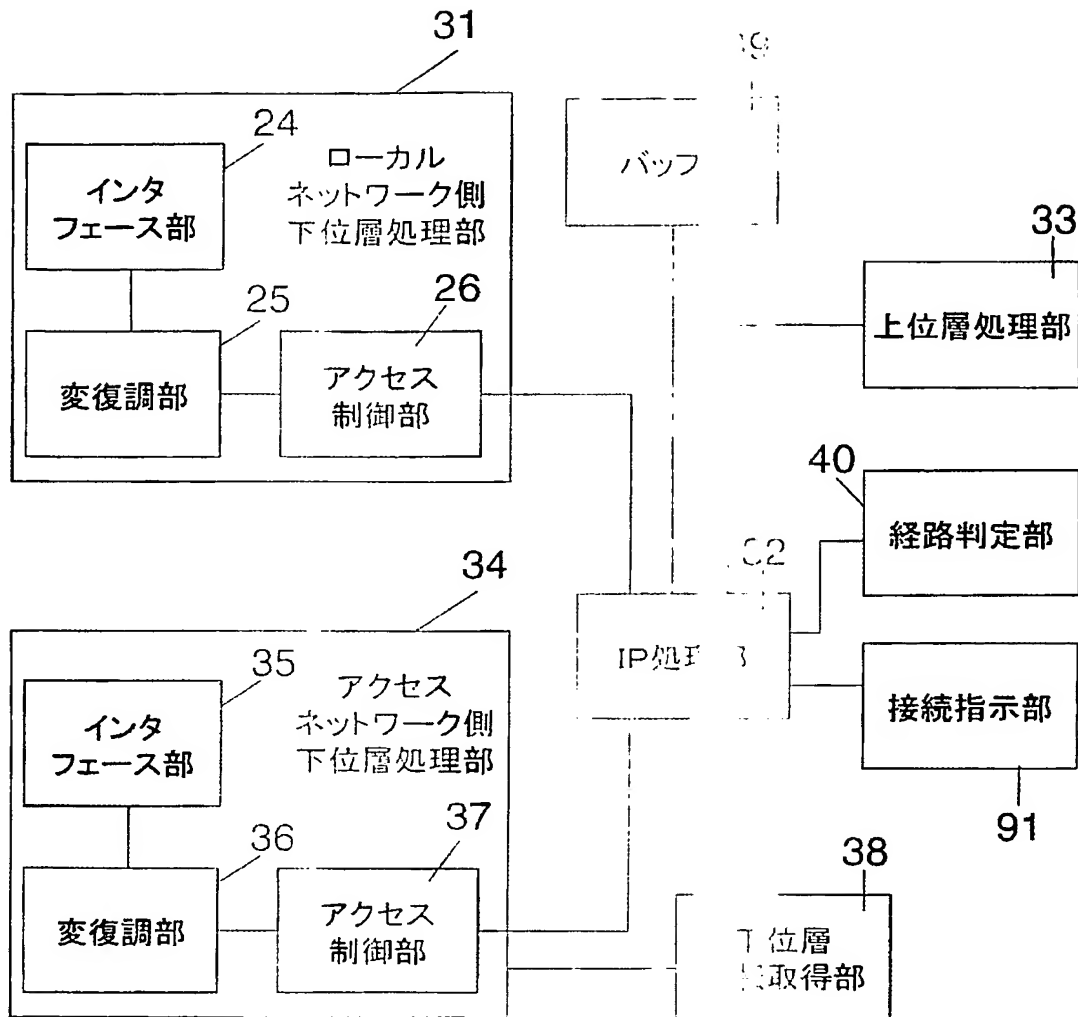 31
24
インタ
フェース部
ローカル
ネットワーク側
下位層処理部
25
変復調部
26
アクセス
制御部
バッフ
33
上位層処理部
40
経路判定部
IP処理部
接続指示部
91
34
35
インタ
フェース部
アクセス
ネットワーク側
下位層処理部
36
変復調部
37
アクセス
制御部
38
位層
取得部